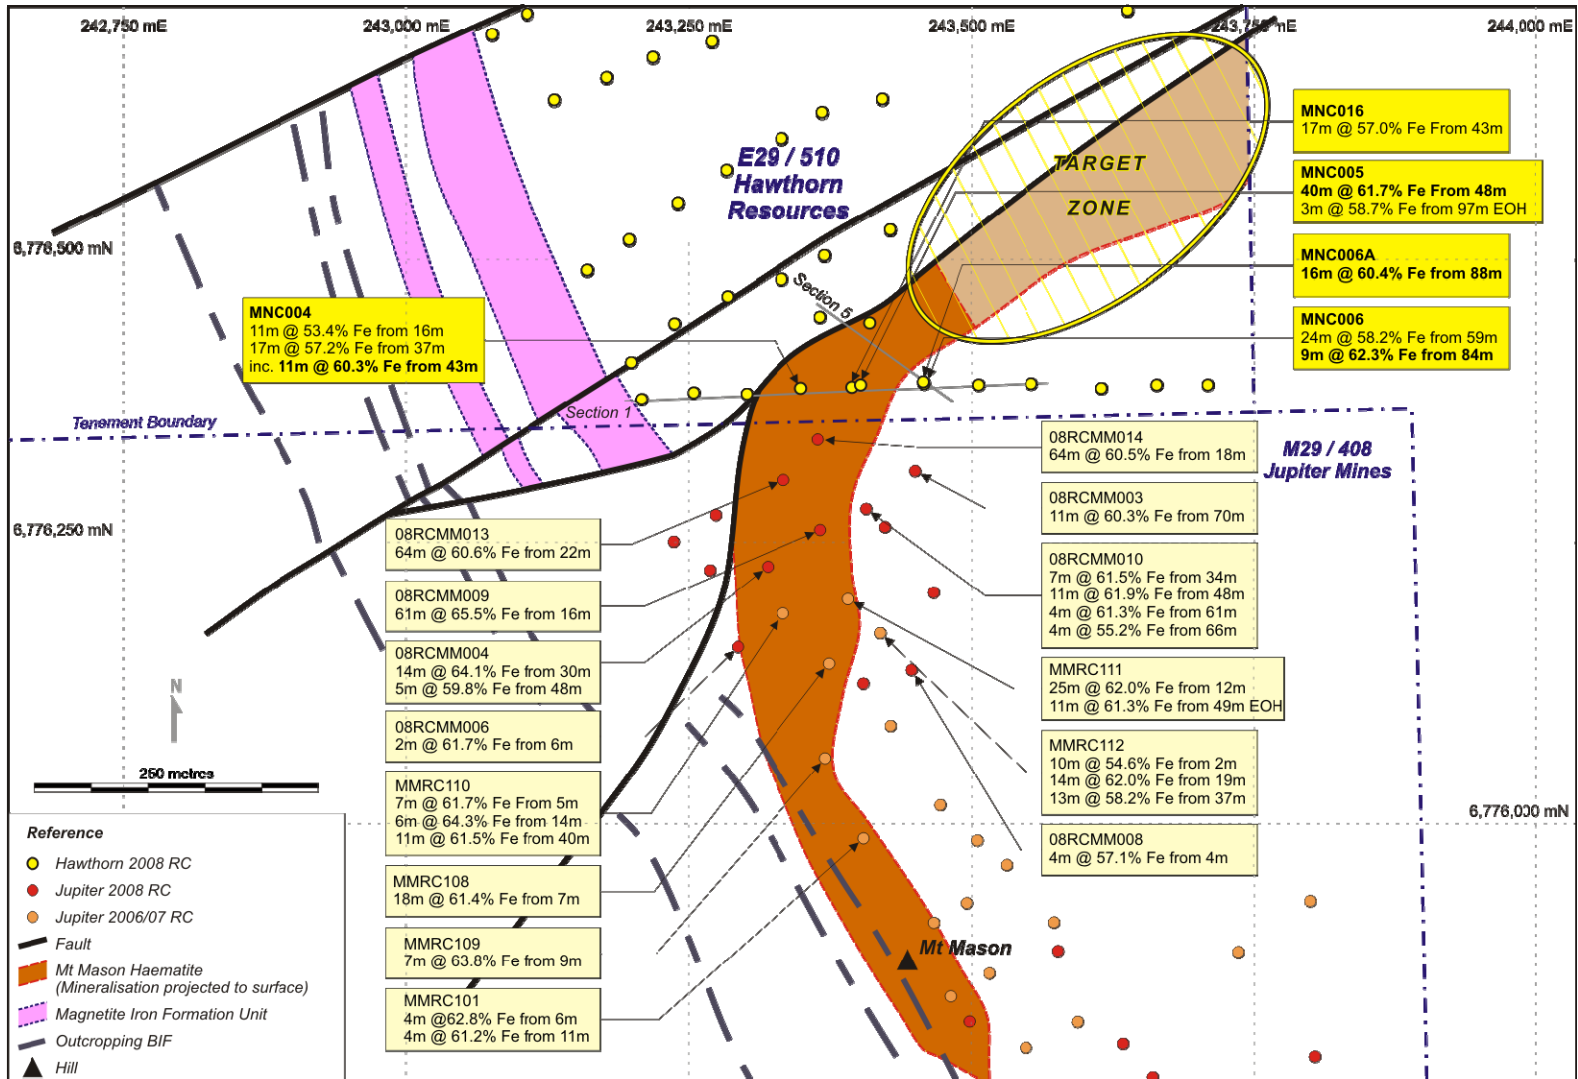 242,750 mE
243,000 mE
243,250 mE
243,500 mE
243,750 mE
244,000 mE
MNC016
17m @ 57.0% Fe From 43m
E29 / 510
Hawthorn
Resources
TARGET
ZONE
MNC005
40m @ 61.7% Fe From 48m
3m @ 58.7% Fe from 97m EOH
6,776,500 mN
MNC006A
16m @ 60.4% Fe from 88m
Section 5
MNC004
11m @ 53.4% Fe from 16m
17m @ 57.2% Fe from 37m
inc. 11m @ 60.3% Fe from 43m
MNC006
24m @ 58.2% Fe from 59m
9m @ 62.3% Fe from 84m
Section 1
Tenement Boundary
08RCMM014
64m @ 60.5% Fe from 18m
M29 / 408
Jupiter Mines
08RCMM003
11m @ 60.3% Fe from 70m
6,776,250 mN
08RCMM013
64m @ 60.6% Fe from 22m
08RCMM010
7m @ 61.5% Fe from 34m
11m @ 61.9% Fe from 48m
4m @ 61.3% Fe from 61m
4m @ 55.2% Fe from 66m
08RCMM009
61m @ 65.5% Fe from 16m
08RCMM004
14m @ 64.1% Fe from 30m
5m @ 59.8% Fe from 48m
MMRC111
25m @ 62.0% Fe from 12m
11m @ 61.3% Fe from 49m EOH
N
08RCMM006
2m @ 61.7% Fe from 6m
MMRC112
10m @ 54.6% Fe from 2m
14m @ 62.0% Fe from 19m
13m @ 58.2% Fe from 37m
250 metres
MMRC110
7m @ 61.7% Fe From 5m
6m @ 64.3% Fe from 14m
11m @ 61.5% Fe from 40m
6,776,000 mN
08RCMM008
4m @ 57.1% Fe from 4m
MMRC108
18m @ 61.4% Fe from 7m
MMRC109
7m @ 63.8% Fe from 9m
Mt Mason
MMRC101
4m @62.8% Fe from 6m
4m @ 61.2% Fe from 11m
Reference
Hawthorn 2008 RC
Jupiter 2008 RC
Jupiter 2006/07 RC
Fault
Mt Mason Haematite
(Mineralisation projected to surface)
Magnetite Iron Formation Unit
Outcropping BIF
Hill